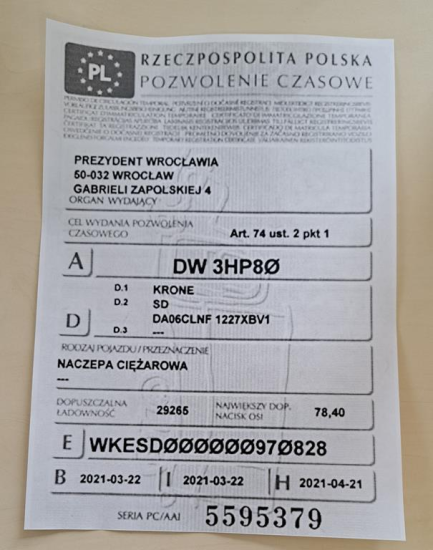 PL
RZECZPOSPOLITA POLSKA
POZWOLENIE CZASOWE
PREZYDENT WROCŁAWIA
50-032 WROCŁAW
GABRIELI ZAPOLSKIEJ 4
ORGAN WYDAJĄCY
CEL WYDANIA POZWOLENIA
CZASOWEGO Art. 74 ust. 2 pkt 1
A DW 3HP8Ø
D.1 KRONE
D.2 SD
D DA06CLNF 1227XBV1
D.3 ---
RODZAJ POJAZDU/PRZEZNACZENIE
NACZEPA CIĘŻAROWA
---
DOPUSZCZALNA ŁADOWNOŚĆ 29265 NAJWIĘKSZY DOP. NACISK OSI 78,40
E WKESDØØØØØØ97Ø828
B 2021-03-22 I 2021-03-22 H 2021-04-21
SERIA PC/AAI 5595379